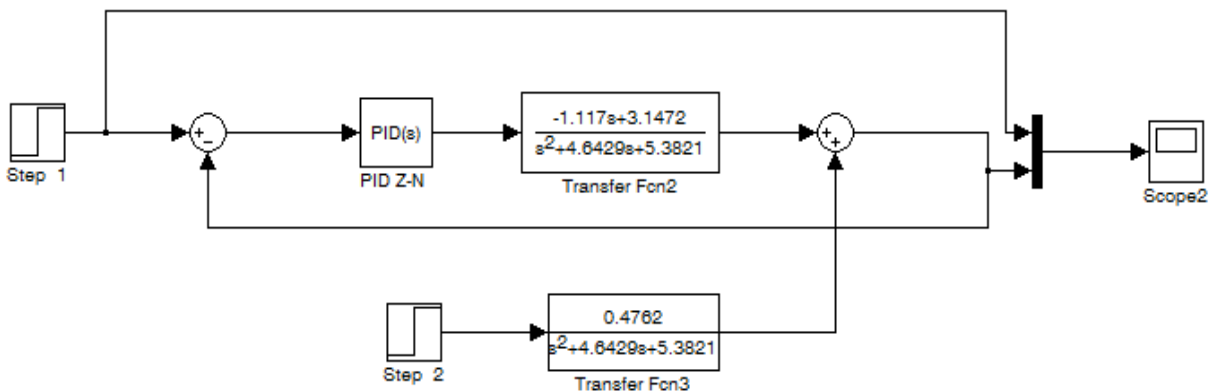 Step 1
+
−
PID(s)
PID Z-N
-1.117s+3.1472
s²+4.6429s+5.3821
Transfer Fcn2
+
+
Scope2
Step 2
0.4762
s²+4.6429s+5.3821
Transfer Fcn3